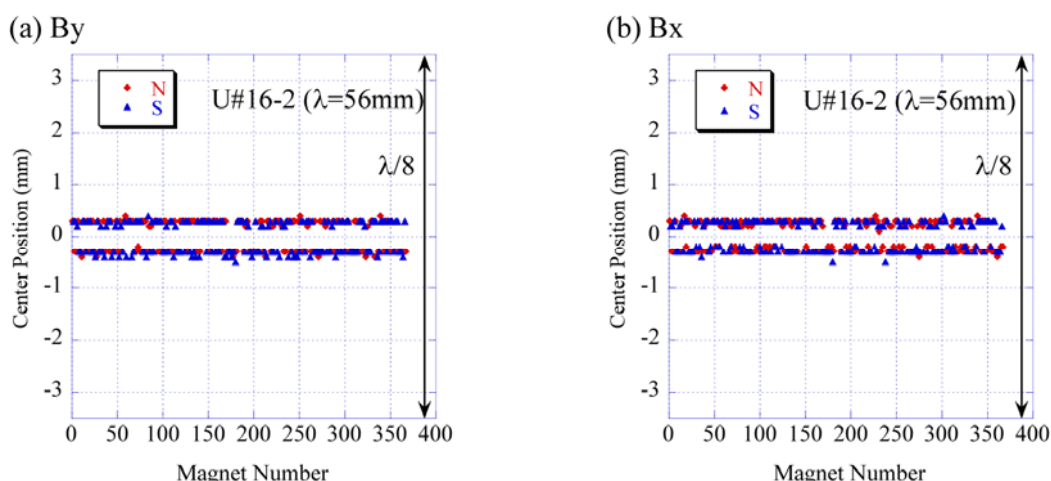 (a) By
3
2
1
0
-1
-2
-3
Center Position (mm)
N
S
U#16-2 (λ=56mm)
λ/8
0 50 100 150 200 250 300 350 400
Magnet Number
(b) Bx
3
2
1
0
-1
-2
-3
Center Position (mm)
N
S
U#16-2 (λ=56mm)
λ/8
0 50 100 150 200 250 300 350 400
Magnet Number